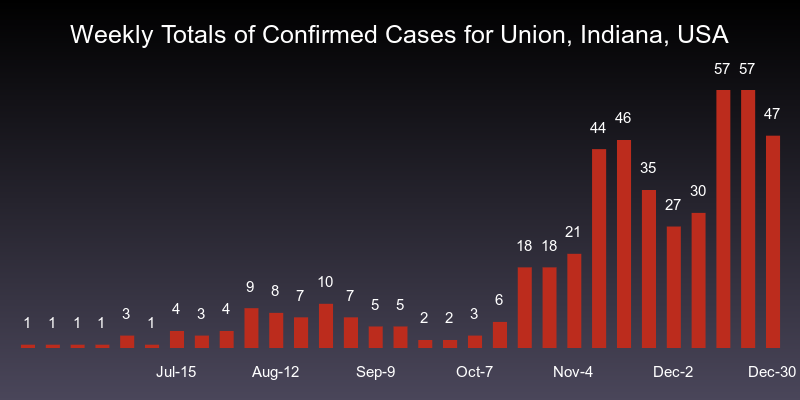 Weekly Totals of Confirmed Cases for Union, Indiana, USA
1 1 1 1 3 1 4 3 4 9 8 7 10 7 5 5 2 2 3 6 18 18 21 44 46 35 27 30 57 57 47
Jul-15 Aug-12 Sep-9 Oct-7 Nov-4 Dec-2 Dec-30